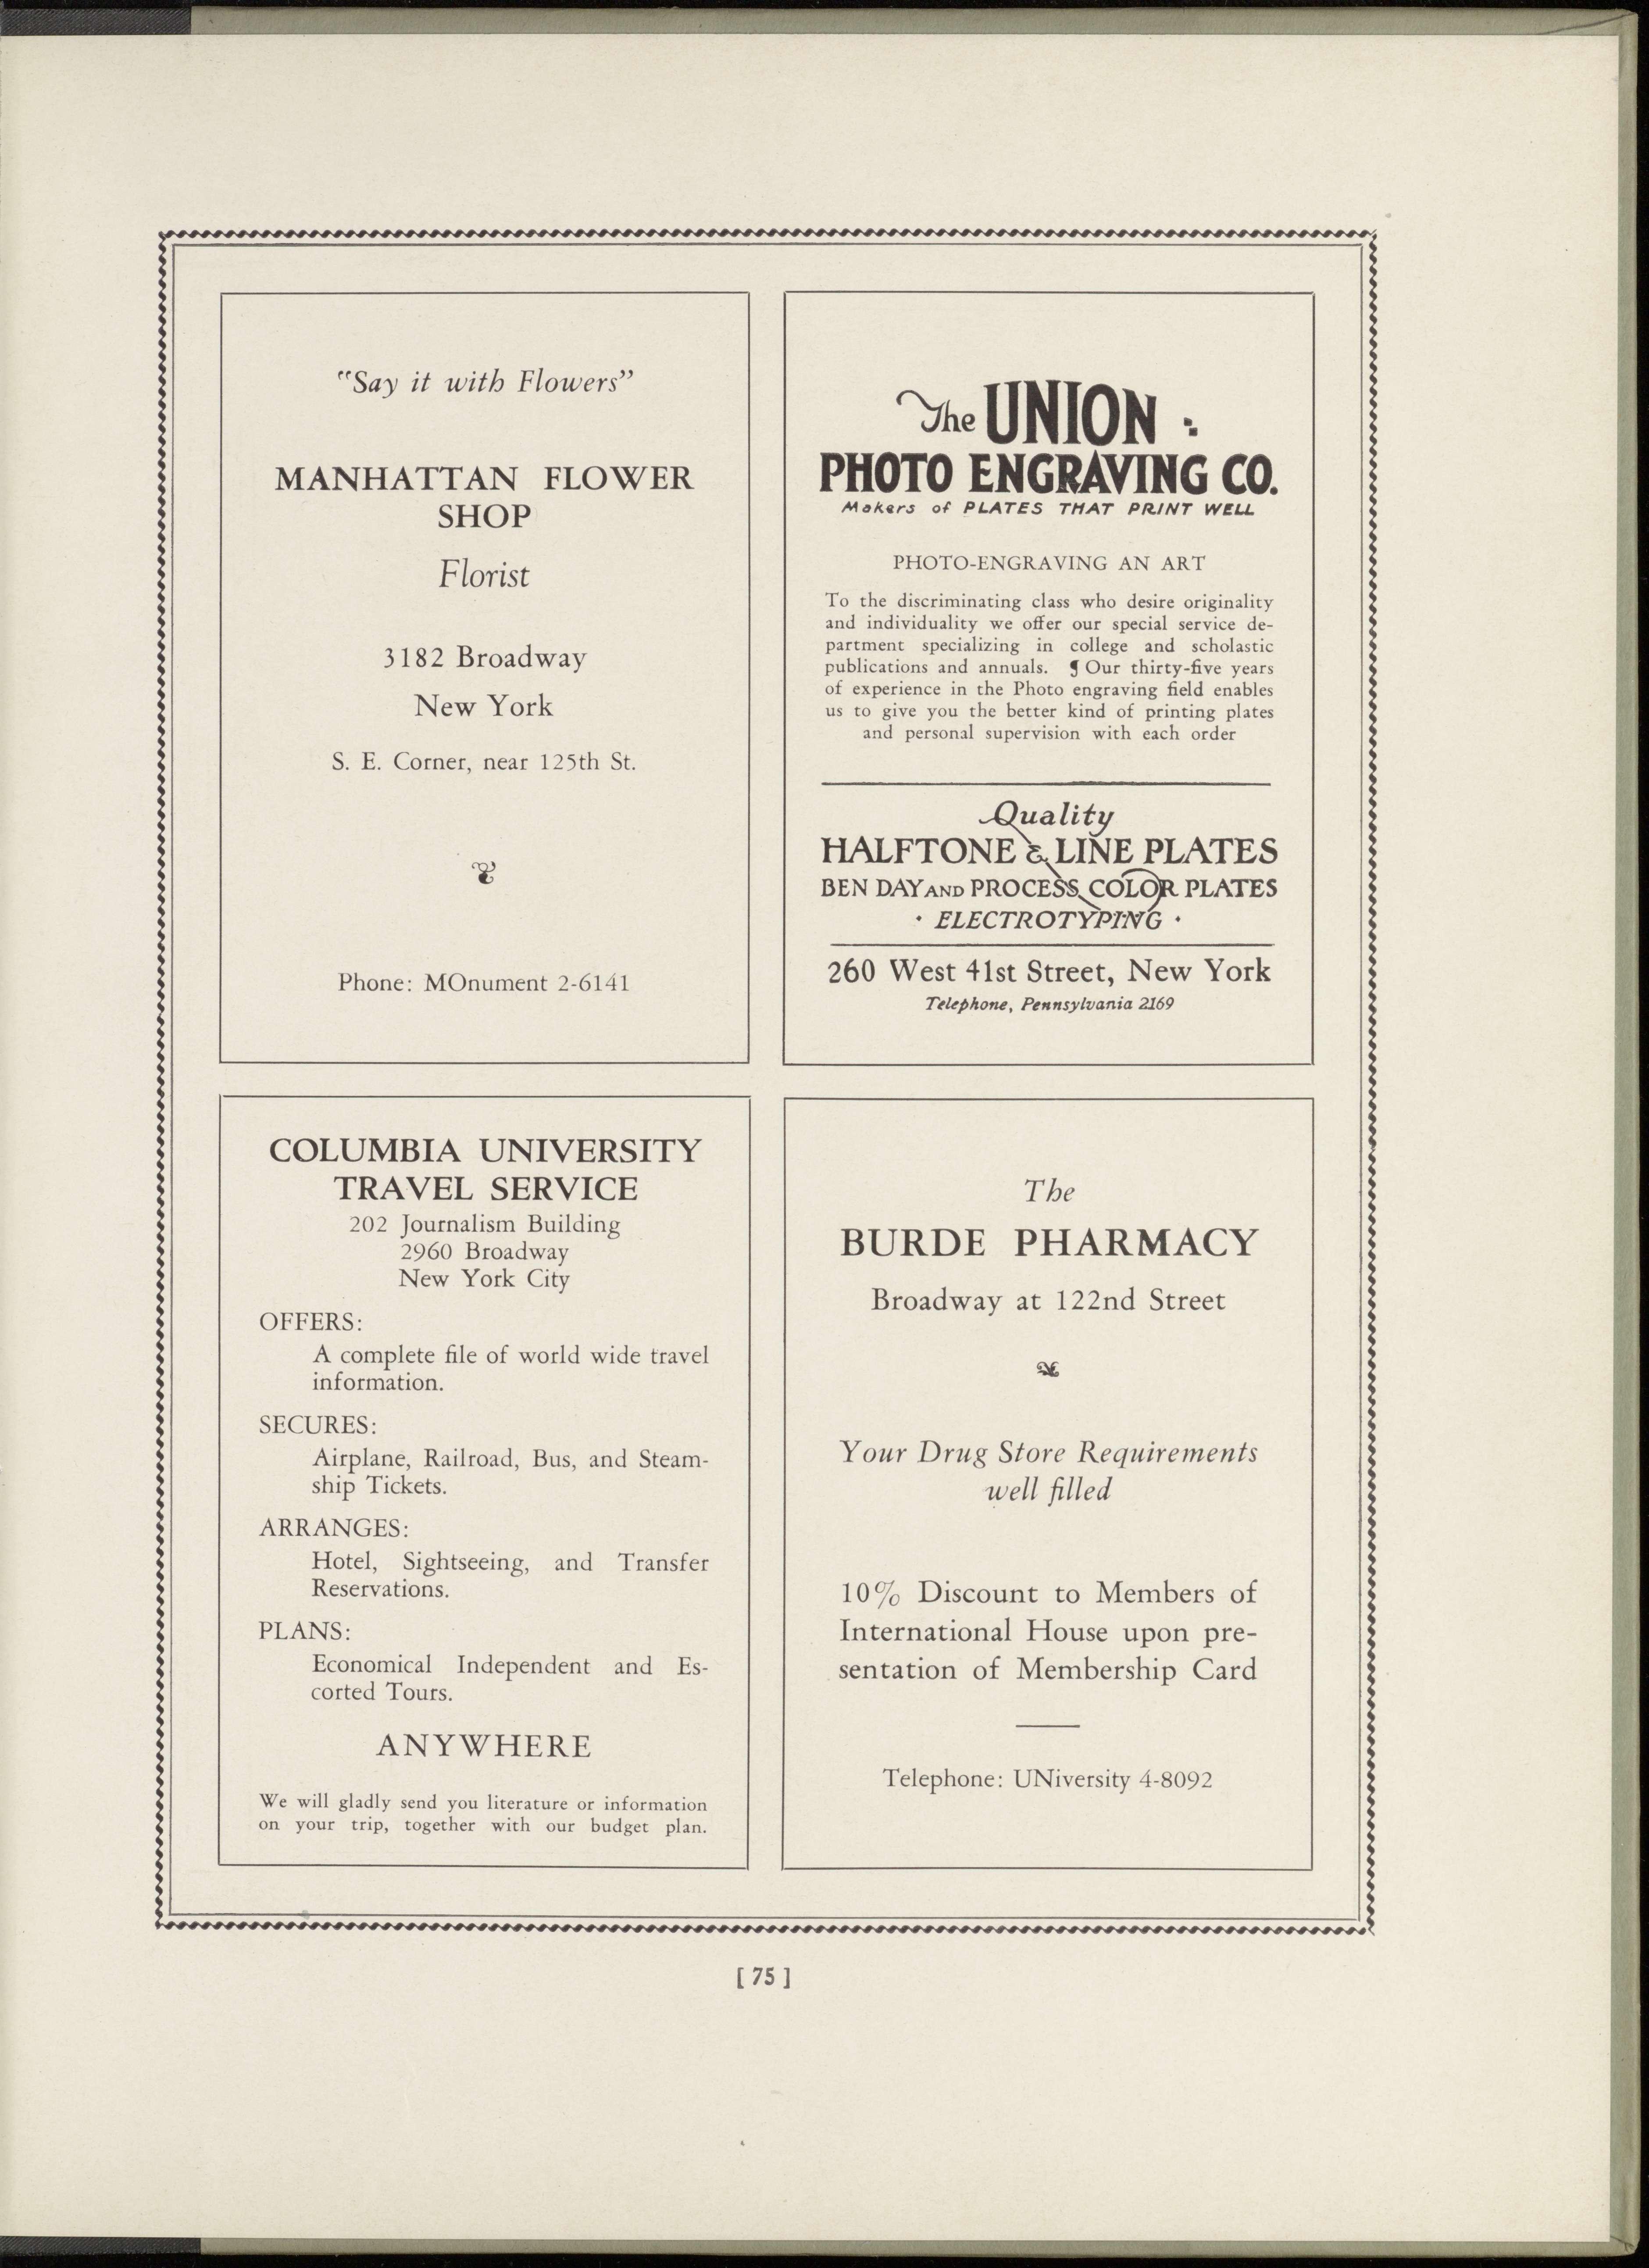 "Say it with Flowers"
MANHATTAN FLOWER
SHOP
Florist
3182 Broadway
New York
S. E. Corner, near 125th St.
Phone: MOnument 2-6141
The UNION
PHOTO ENGRAVING CO.
Makers of PLATES THAT PRINT WELL
PHOTO-ENGRAVING AN ART
To the discriminating class who desire originality
and individuality we offer our special service de-
partment specializing in college and scholastic
publications and annuals. ¶ Our thirty-five years
of experience in the Photo engraving field enables
us to give you the better kind of printing plates
and personal supervision with each order
Quality
HALFTONE & LINE PLATES
BEN DAY AND PROCESS COLOR PLATES
· ELECTROTYPING ·
260 West 41st Street, New York
Telephone, Pennsylvania 2169
COLUMBIA UNIVERSITY
TRAVEL SERVICE
202 Journalism Building
2960 Broadway
New York City
OFFERS:
A complete file of world wide travel
information.
SECURES:
Airplane, Railroad, Bus, and Steam-
ship Tickets.
ARRANGES:
Hotel, Sightseeing, and Transfer
Reservations.
PLANS:
Economical Independent and Es-
corted Tours.
ANYWHERE
We will gladly send you literature or information
on your trip, together with our budget plan.
The
BURDE PHARMACY
Broadway at 122nd Street
Your Drug Store Requirements
well filled
10% Discount to Members of
International House upon pre-
sentation of Membership Card
Telephone: UNiversity 4-8092
[ 75 ]